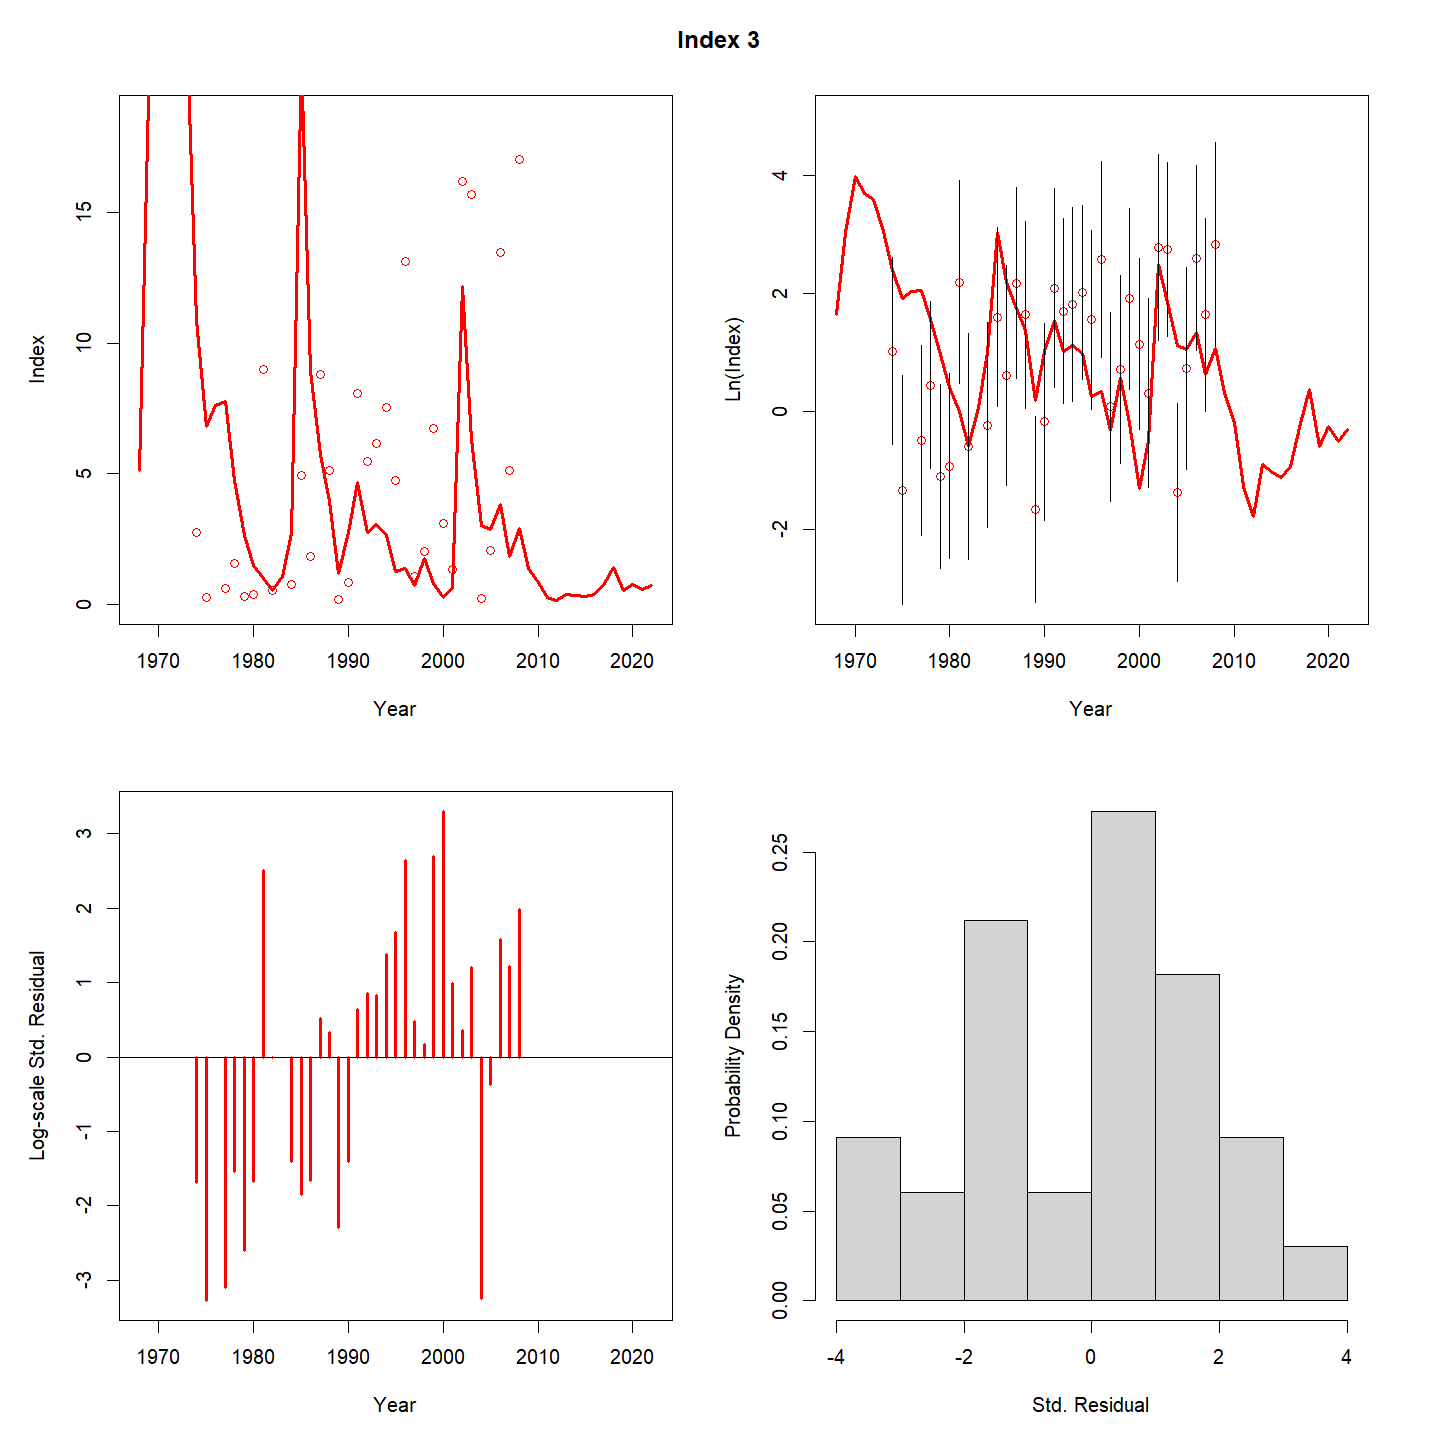 Index 3
Index
15
10
5
0
1970 1980 1990 2000 2010 2020
Year
Ln(Index)
4
2
0
-2
1970 1980 1990 2000 2010 2020
Year
Log-scale Std. Residual
3
2
1
0
-1
-2
-3
1970 1980 1990 2000 2010 2020
Year
Probability Density
0.25
0.20
0.15
0.10
0.05
0.00
-4 -2 0 2 4
Std. Residual